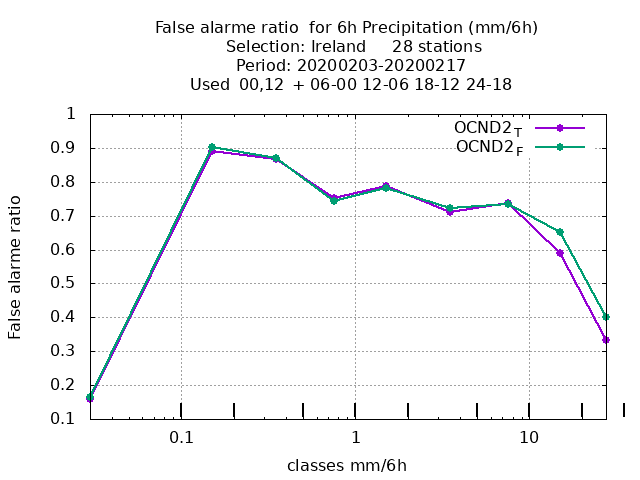 False alarme ratio  for 6h Precipitation (mm/6h)
Selection: Ireland     28 stations
Period: 20200203-20200217
Used  00,12  + 06-00 12-06 18-12 24-18
OCND2T
OCND2F
1
0.9
0.8
0.7
0.6
0.5
0.4
0.3
0.2
0.1
False alarme ratio
0.1 1 10
classes mm/6h